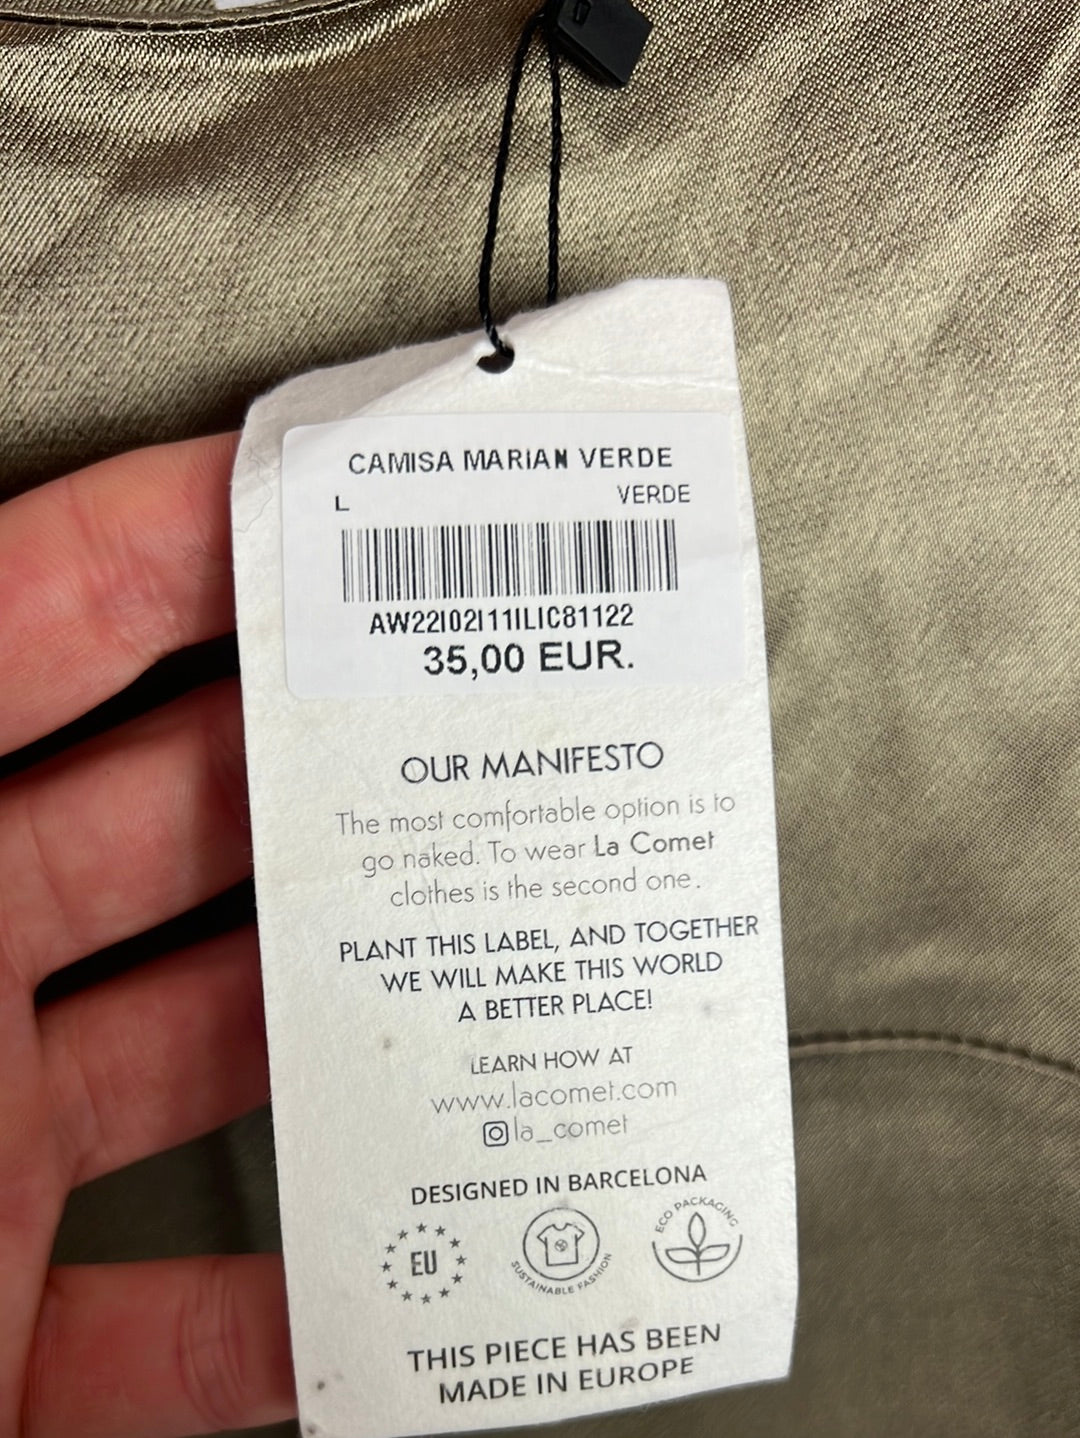 CAMISA MARIAN VERDE
L VERDE
AW22I02I111ILIC81122
35,00 EUR.
OUR MANIFESTO
The most comfortable option is to
go naked. To wear La Comet
clothes is the second one.
PLANT THIS LABEL, AND TOGETHER
WE WILL MAKE THIS WORLD
A BETTER PLACE!
LEARN HOW AT
www.lacomet.com
la_comet
DESIGNED IN BARCELONA
EU
SUSTAINABLE FASHION
ECO PACKAGING
THIS PIECE HAS BEEN
MADE IN EUROPE